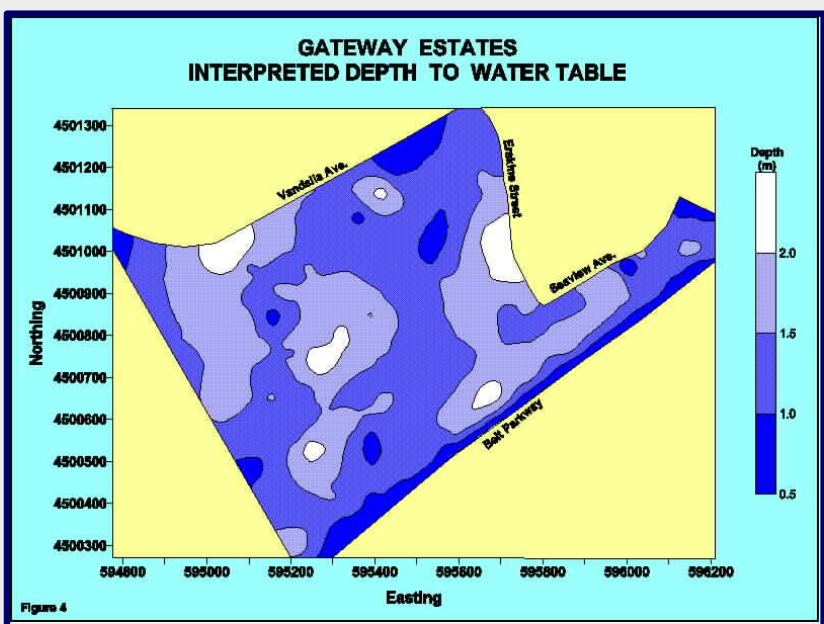 GATEWAY ESTATES
INTERPRETED DEPTH TO WATER TABLE
Depth
(m)
2.0
1.5
1.0
0.5
Northing
4501300
4501200
4501100
4501000
4500900
4500800
4500700
4500600
4500500
4500400
4500300
Vandalia Ave.
Erskine Street
Seaview Ave.
Belt Parkway
594800 595000 595200 595400 595600 595800 596000 596200
Easting
Figure 4